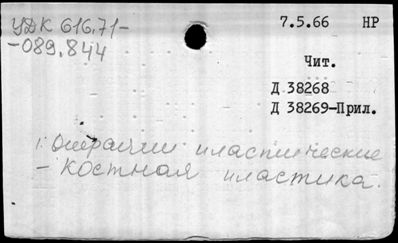 УДК 616.71-
-089.844
7.5.66 НР
Чит.
Д 38268
Д 38269-Прил.
1. Операции пластические
- костная пластика.